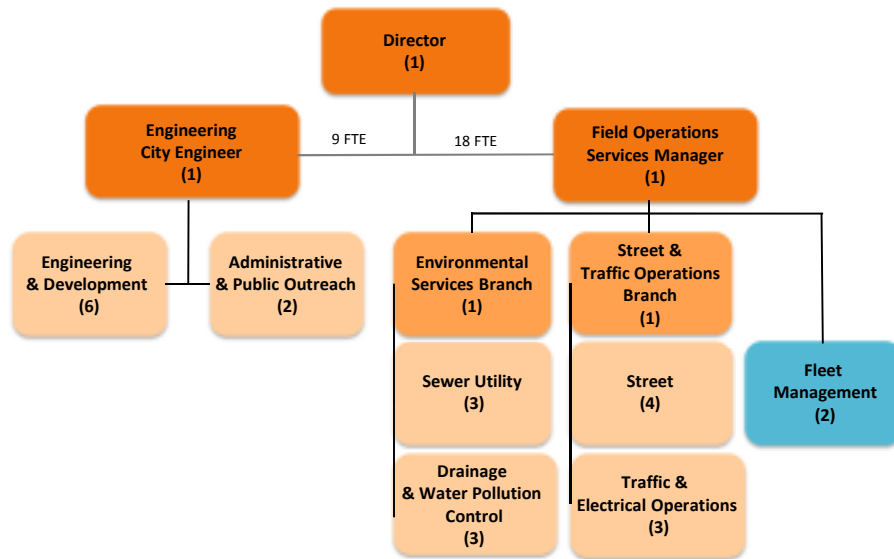 Director
(1)
Engineering
City Engineer
(1)
9 FTE
18 FTE
Field Operations
Services Manager
(1)
Engineering
& Development
(6)
Administrative
& Public Outreach
(2)
Environmental
Services Branch
(1)
Street &
Traffic Operations
Branch
(1)
Sewer Utility
(3)
Street
(4)
Fleet
Management
(2)
Drainage
& Water Pollution
Control
(3)
Traffic &
Electrical Operations
(3)